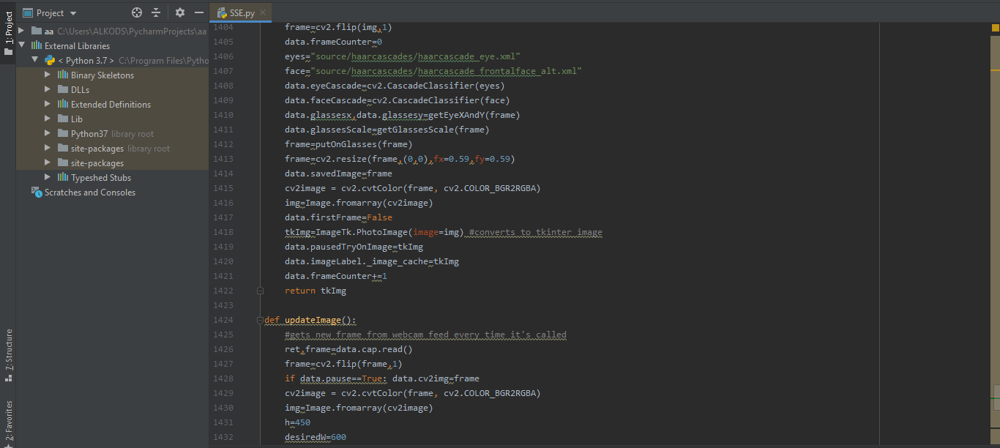 Project
SSE.py
1: Project
aa C:\Users\ALKODS\PycharmProjects\aa
External Libraries
< Python 3.7 > C:\Program Files\Pytho
Binary Skeletons
DLLs
Extended Definitions
Lib
Python37 library root
site-packages library root
site-packages
Typeshed Stubs
Scratches and Consoles
7: Structure
2: Favorites
1404 frame=cv2.flip(img,1)
1405 data.frameCounter=0
1406 eyes="source/haarcascades/haarcascade_eye.xml"
1407 face="source/haarcascades/haarcascade_frontalface_alt.xml"
1408 data.eyeCascade=cv2.CascadeClassifier(eyes)
1409 data.faceCascade=cv2.CascadeClassifier(face)
1410 data.glassesx,data.glassesy=getEyeXAndY(frame)
1411 data.glassesScale=getGlassesScale(frame)
1412 frame=putOnGlasses(frame)
1413 frame=cv2.resize(frame,(0,0),fx=0.59,fy=0.59)
1414 data.savedImage=frame
1415 cv2image = cv2.cvtColor(frame, cv2.COLOR_BGR2RGBA)
1416 img=Image.fromarray(cv2image)
1417 data.firstFrame=False
1418 tkImg=ImageTk.PhotoImage(image=img) #converts to tkinter image
1419 data.pausedTryOnImage=tkImg
1420 data.imageLabel._image_cache=tkImg
1421 data.frameCounter+=1
1422 return tkImg
1423
1424 def updateImage():
1425 #gets new frame from webcam feed every time it's called
1426 ret,frame=data.cap.read()
1427 frame=cv2.flip(frame,1)
1428 if data.pause==True: data.cv2img=frame
1429 cv2image = cv2.cvtColor(frame, cv2.COLOR_BGR2RGBA)
1430 img=Image.fromarray(cv2image)
1431 h=450
1432 desiredW=600